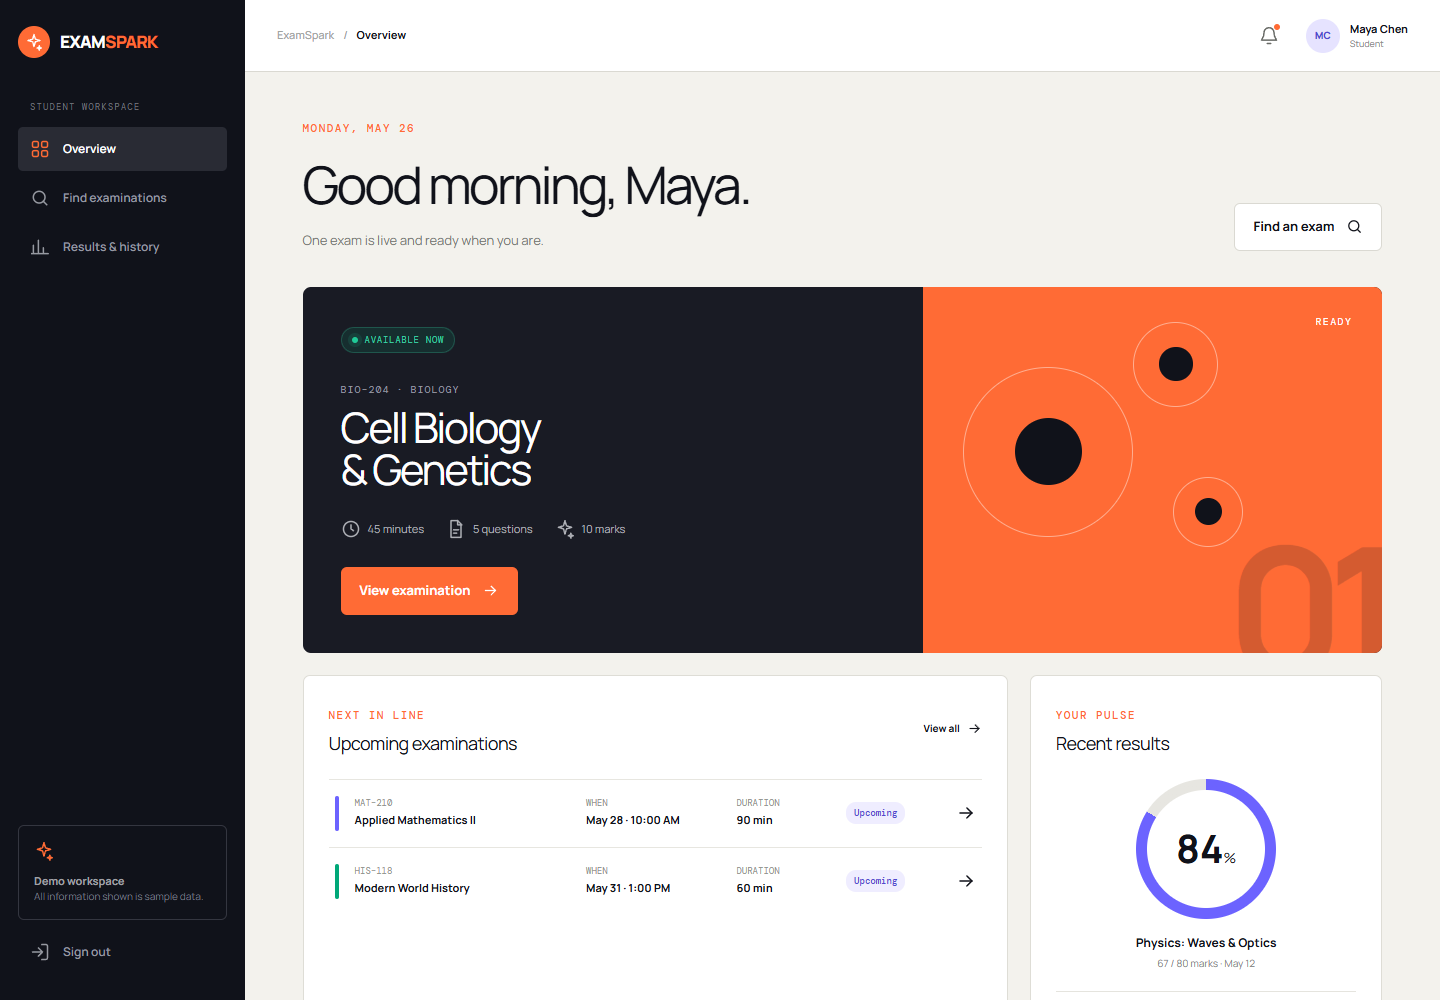 EXAMSPARK
STUDENT WORKSPACE
Overview
Find examinations
Results & history
Demo workspace
All information shown is sample data.
Sign out
ExamSpark / Overview
MC
Maya Chen
Student
MONDAY, MAY 26
Good morning, Maya.
One exam is live and ready when you are.
Find an exam
AVAILABLE NOW
BIO-204 · BIOLOGY
Cell Biology
& Genetics
45 minutes
5 questions
10 marks
View examination
READY
01
NEXT IN LINE
Upcoming examinations
View all
MAT-210
Applied Mathematics II
WHEN
May 28 · 10:00 AM
DURATION
90 min
Upcoming
HIS-118
Modern World History
WHEN
May 31 · 1:00 PM
DURATION
60 min
Upcoming
YOUR PULSE
Recent results
84%
Physics: Waves & Optics
67 / 80 marks · May 12